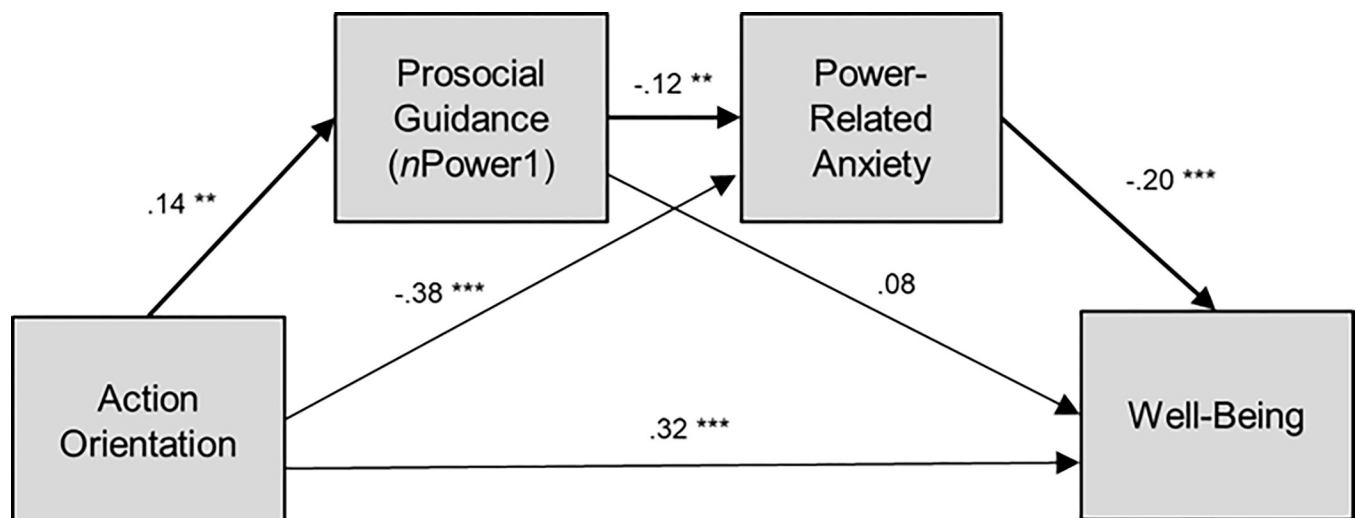 Prosocial
Guidance
(nPower1)
-.12 **
Power-
Related
Anxiety
.14 **
-.20 ***
-.38 ***
.08
Action
Orientation
.32 ***
Well-Being